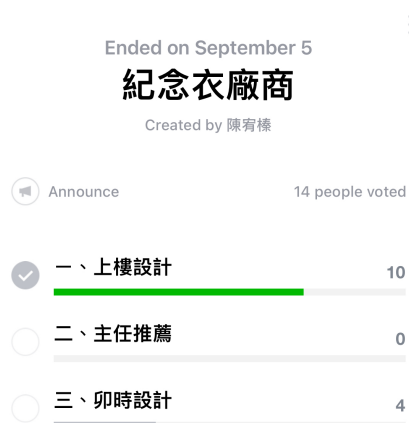 Ended on September 5
紀念衣廠商
Created by 陳宥榛
Announce
14 people voted
一、上樓設計
10
二、主任推薦
0
三、卯時設計
4